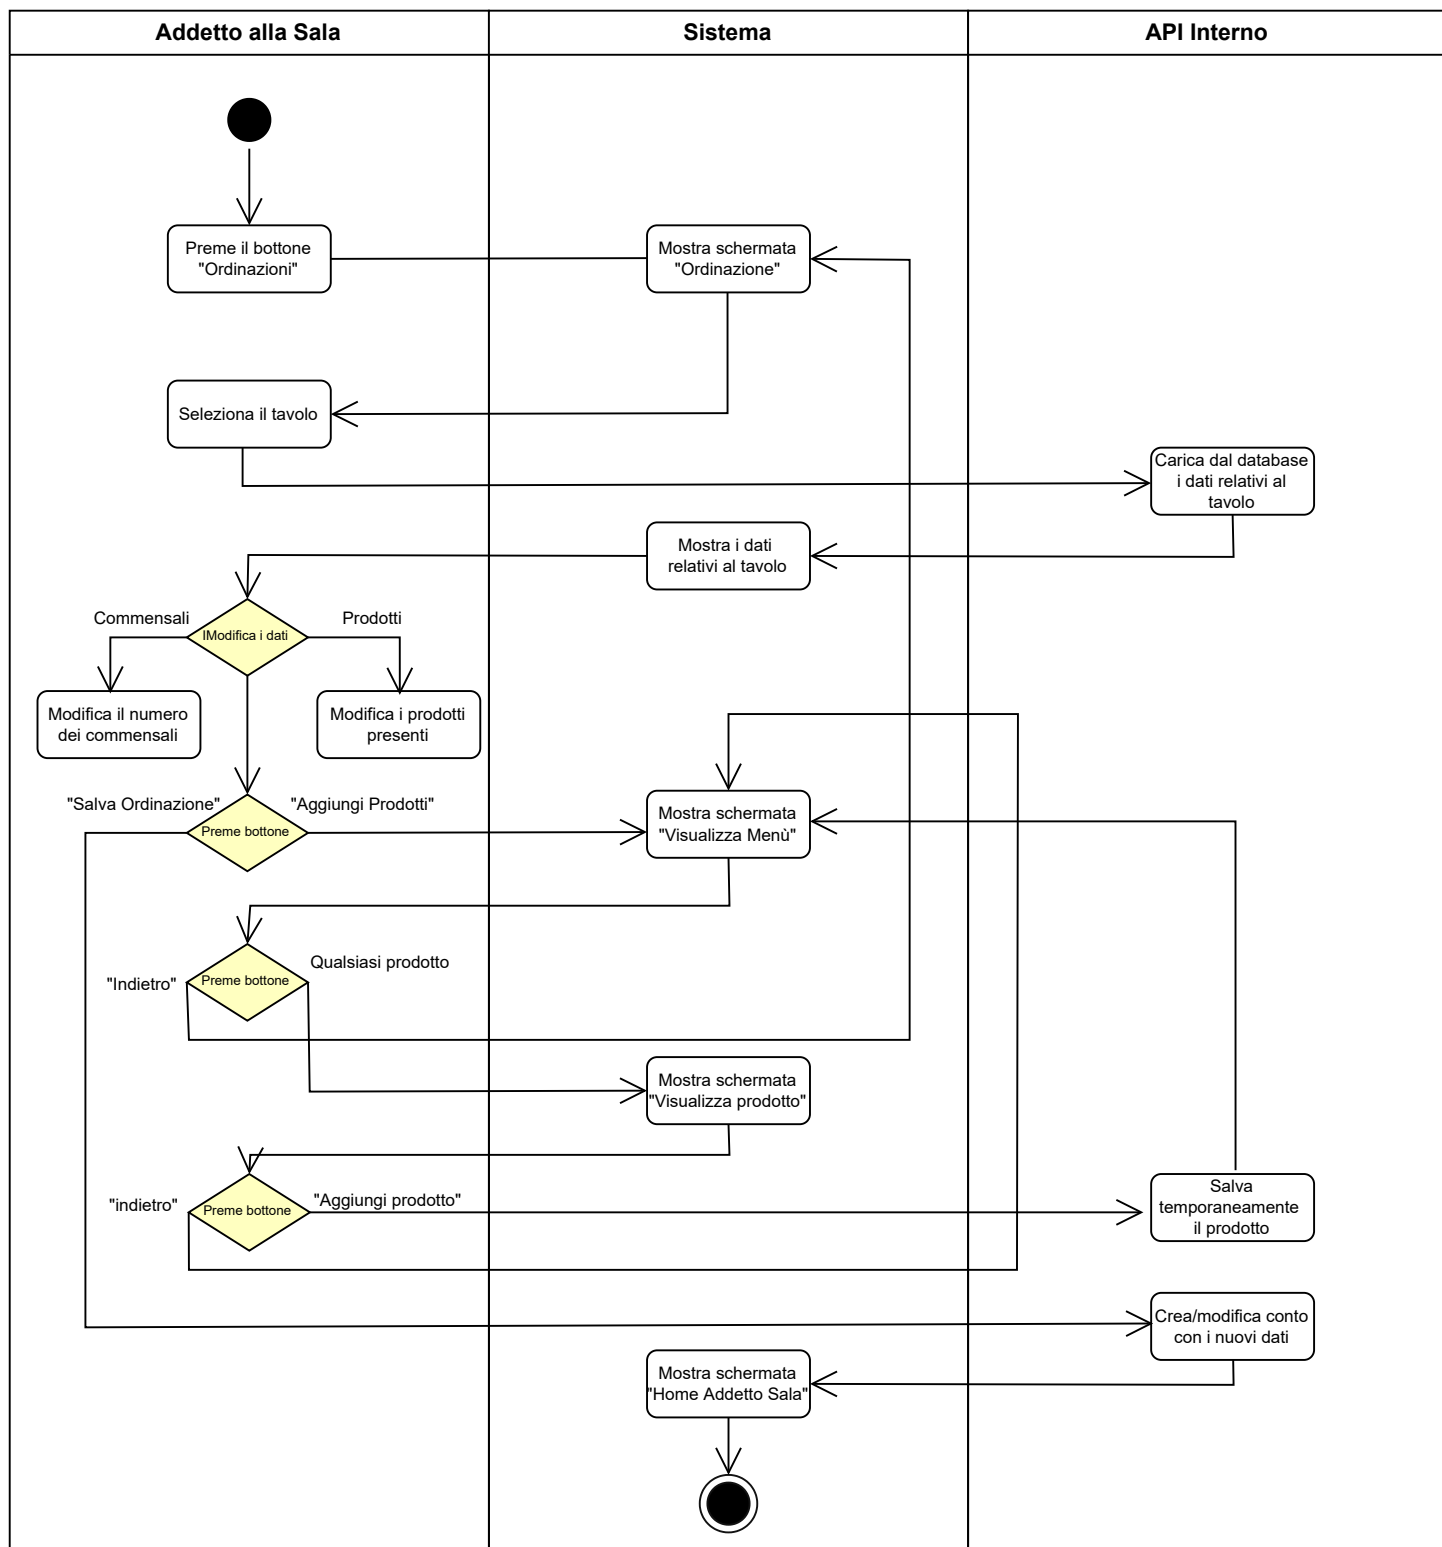 Addetto alla Sala
Sistema
API Interno
Preme il bottone
"Ordinazioni"
Mostra schermata
"Ordinazione"
Seleziona il tavolo
Carica dal database
i dati relativi al
tavolo
Mostra i dati
relativi al tavolo
Commensali
IModifica i dati
Prodotti
Modifica il numero
dei commensali
Modifica i prodotti
presenti
"Salva Ordinazione"
Preme bottone
"Aggiungi Prodotti"
Mostra schermata
"Visualizza Menù"
"Indietro"
Preme bottone
Qualsiasi prodotto
Mostra schermata
"Visualizza prodotto"
"indietro"
Preme bottone
"Aggiungi prodotto"
Salva
temporaneamente
il prodotto
Crea/modifica conto
con i nuovi dati
Mostra schermata
"Home Addetto Sala"